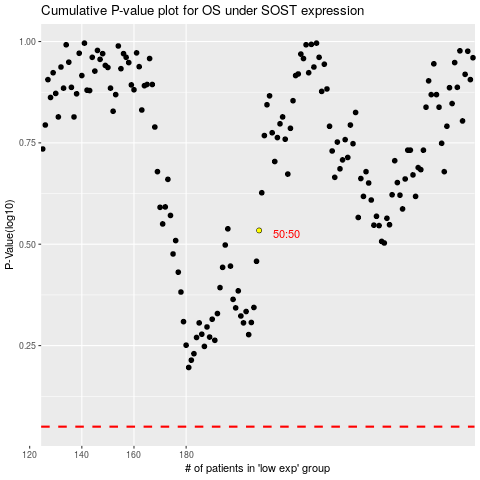 Cumulative P-value plot for OS under SOST expression
1.00
0.75
0.50
0.25
50:50
P-Value(log10)
120 140 160 180
# of patients in 'low exp' group